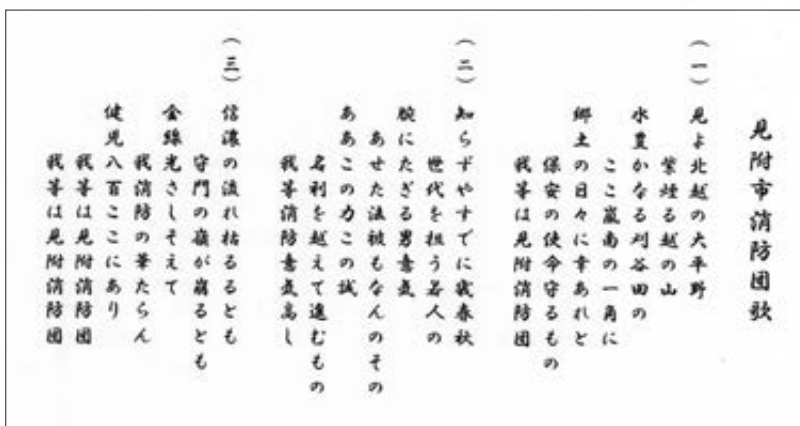 見附市消防団歌
(一) 見よ北越の大平野
紫煙る越の山
水豊かなる刈谷田の
ここ嵐南の一角に
郷土の日々に幸あれど
保安の使命守るもの
我等は見附消防団
(二) 知らずやすでに幾春秋
世代を担う若人の
腕にたぎる男意気
あせた法被もなんのその
ああこの力この誠
名利を越えて進むもの
我等消防意気高し
(三) 信濃の流れ枯るるとも
守門の嶺が崩るとも
金線光さしそえて
我消防の華たらん
健児八百ここにあり
我等は見附消防団
我等は見附消防団